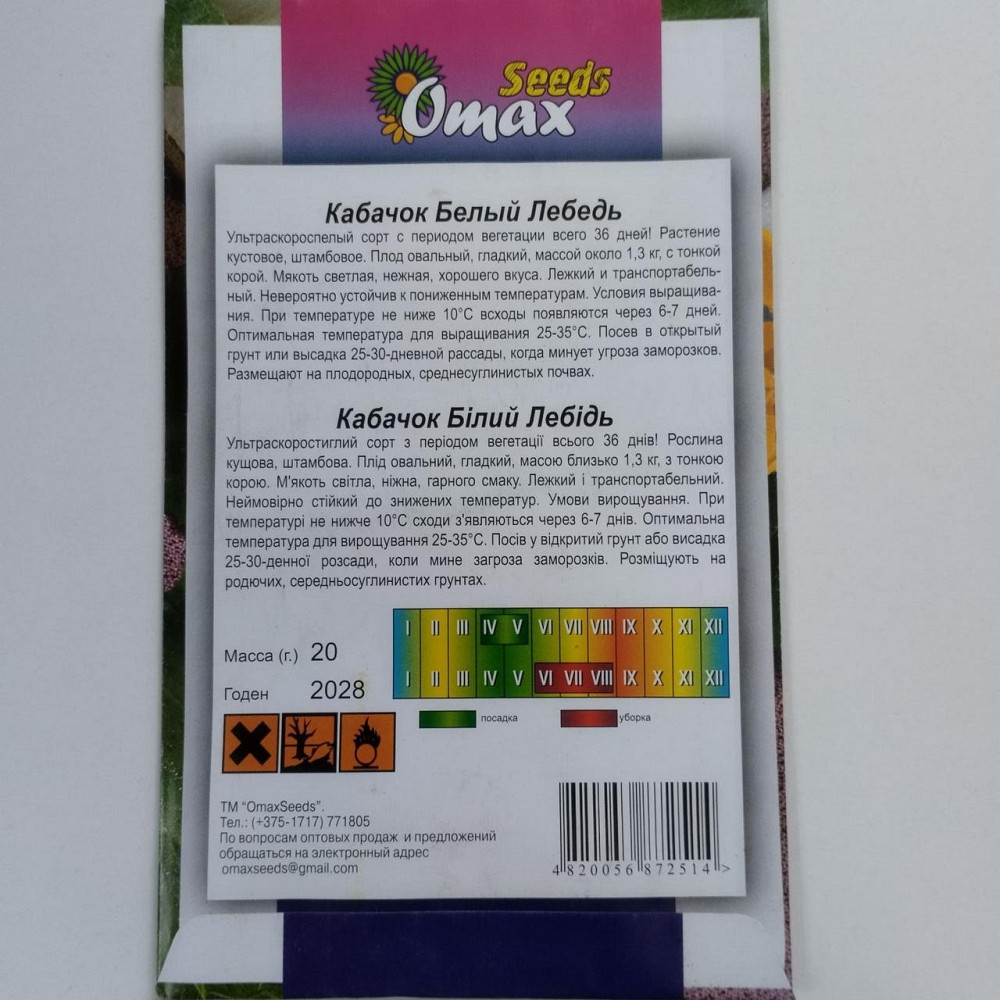 Seeds
Omax
Кабачок Белый Лебедь
Ультраскороспелый сорт с периодом вегетации всего 36 дней! Растение
кустовое, штамбовое. Плод овальный, гладкий, массой около 1,3 кг, с тонкой
корой. Мякоть светлая, нежная, хорошего вкуса. Лежкий и транспортабель-
ный. Невероятно устойчив к пониженным температурам. Условия выращива-
ния. При температуре не ниже 10°С всходы появляются через 6-7 дней.
Оптимальная температура для выращивания 25-35°С. Посев в открытый
грунт или высадка 25-30-дневной рассады, когда минует угроза заморозков.
Размещают на плодородных, среднесуглинистых почвах.
Кабачок Білий Лебідь
Ультраскоростиглий сорт з періодом вегетації всього 36 днів! Рослина
кущова, штамбова. Плід овальний, гладкий, масою близько 1,3 кг, з тонкою
корою. М'якоть світла, ніжна, гарного смаку. Лежкий і транспортабельний.
Неймовірно стійкий до знижених температур. Умови вирощування. При
температурі не нижче 10°С сходи з'являються через 6-7 днів. Оптимальна
температура для вирощування 25-35°С. Посів у відкритий грунт або висадка
25-30-денної розсади, коли мине загроза заморозків. Розміщують на
родючих, середньосуглинистих грунтах.
I II III IV V VI VII VIII IX X XI XII
Масса (г.) 20
I II III IV V VI VII VIII IX X XI XII
Годен 2028
посадка уборка
ТМ “OmaxSeeds”.
Тел.: (+375-1717) 771805
По вопросам оптовых продаж и предложений
обращаться на электронный адрес
omaxseeds@gmail.com
4 820056 872514 >